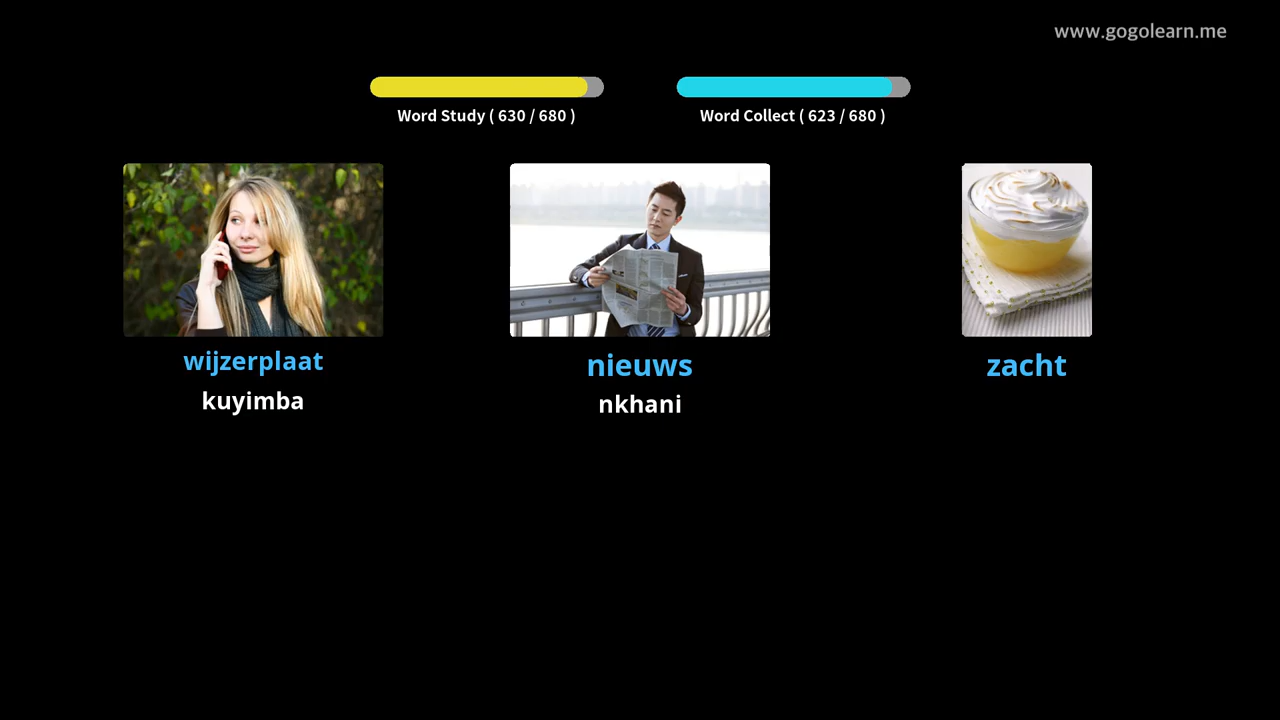 www.gogolearn.me
Word Study ( 630 / 680 )
Word Collect ( 623 / 680 )
wijzerplaat
kuyimba
nieuws
nkhani
zacht